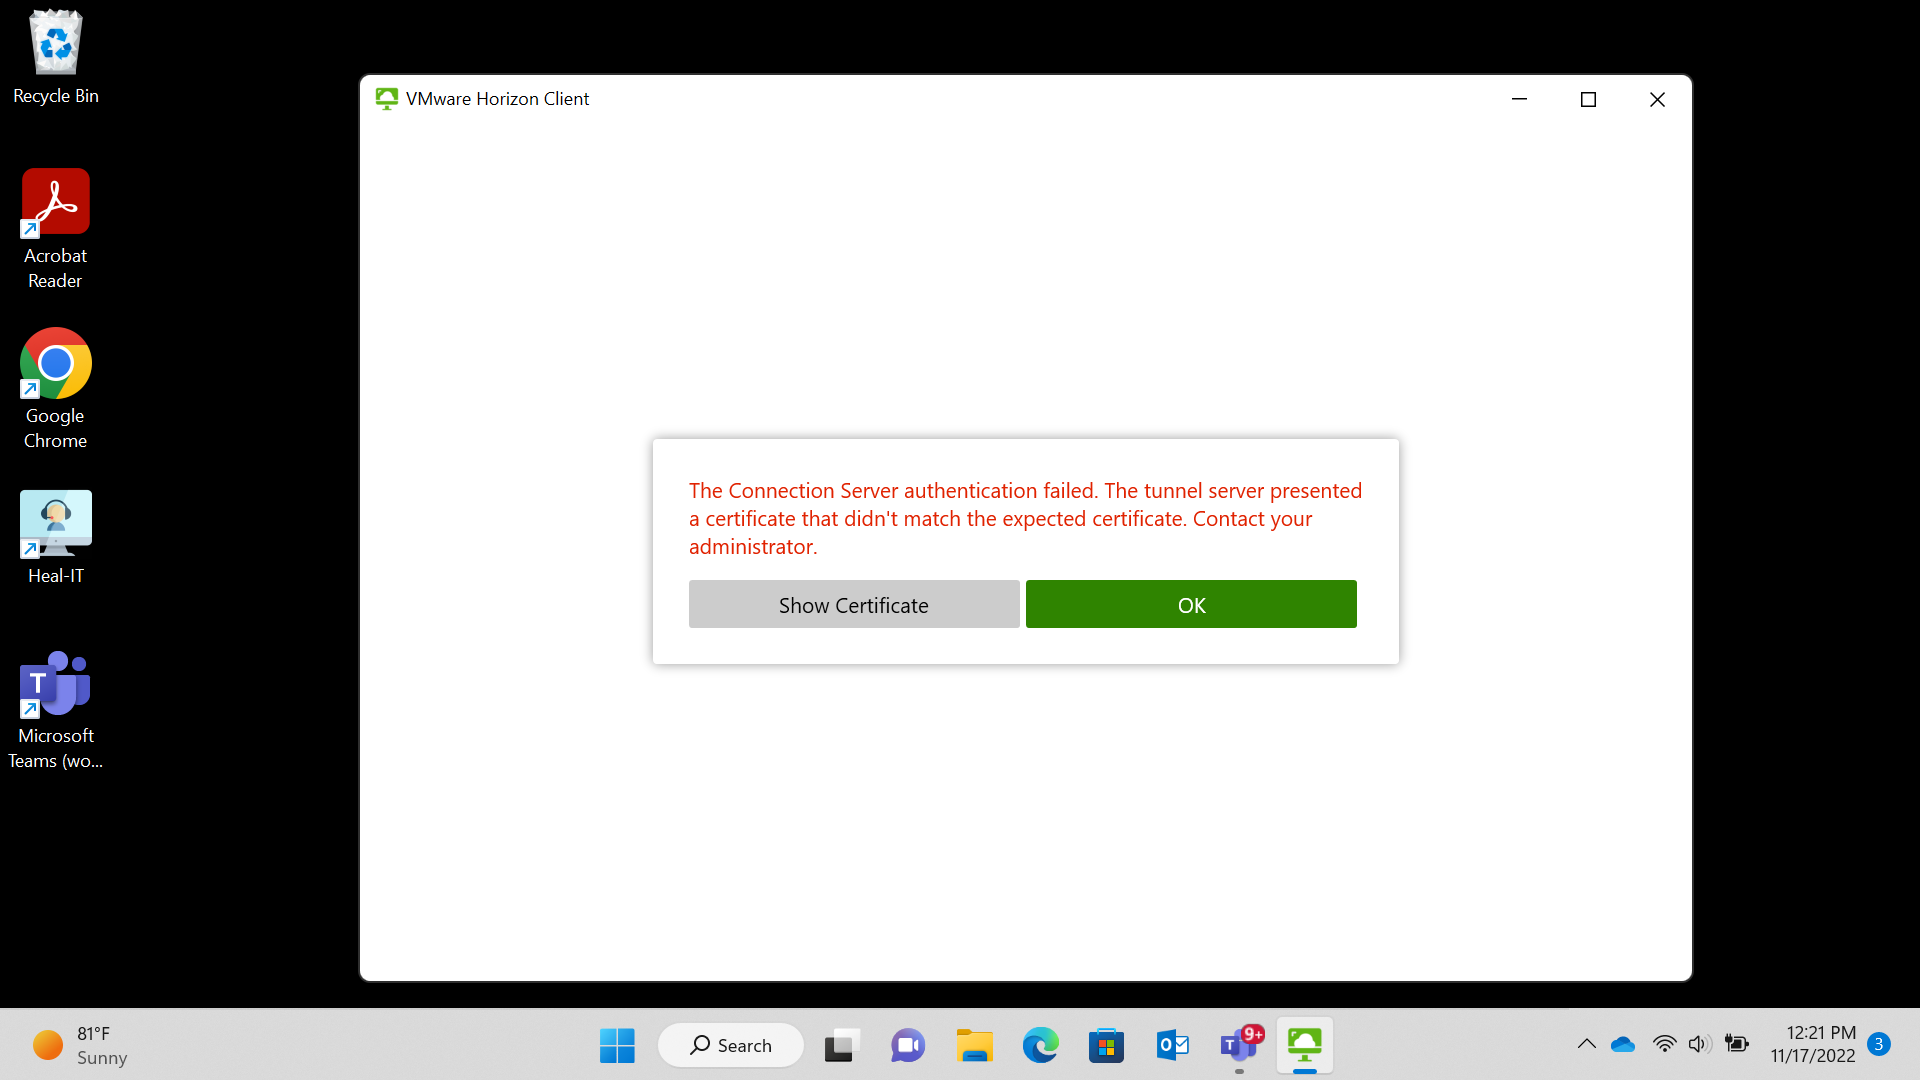 Recycle Bin
Acrobat
Reader
Google
Chrome
Heal-IT
T
Microsoft
Teams (wo...
VMware Horizon Client
The Connection Server authentication failed. The tunnel server presented
a certificate that didn't match the expected certificate. Contact your
administrator.
Show Certificate
OK
81°F
Sunny
Search
O
T
9+
12:21 PM
11/17/2022
3